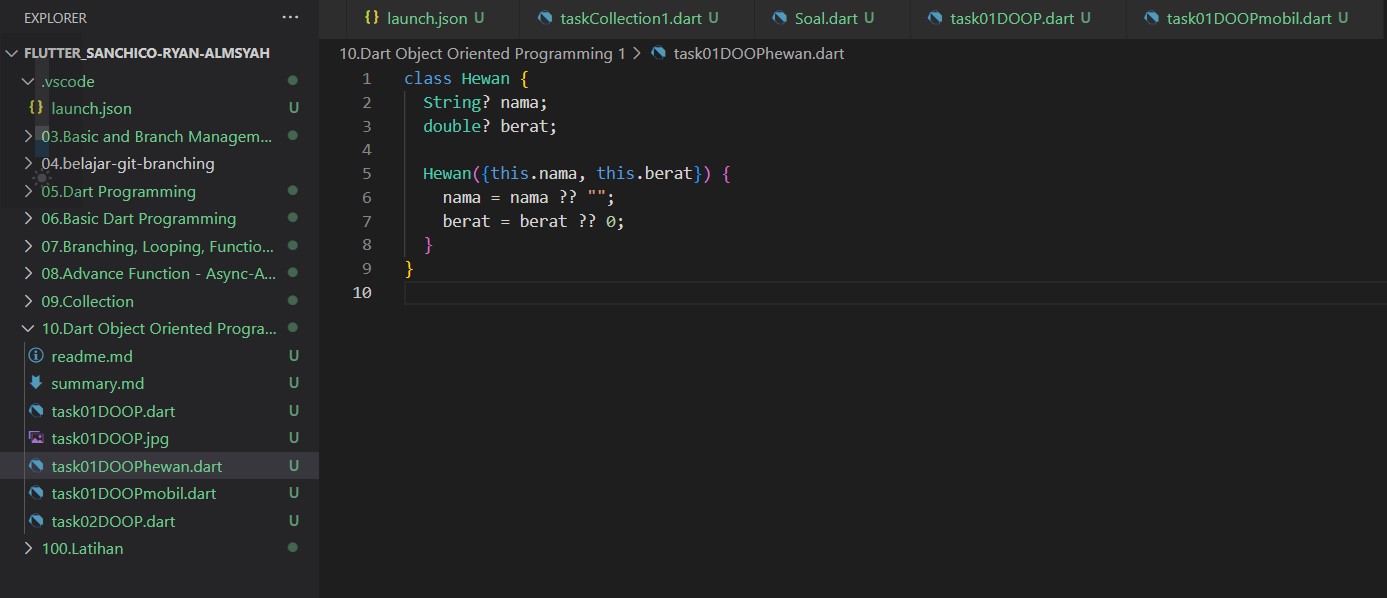 EXPLORER ...
FLUTTER_SANCHICO-RYAN-ALMSYAH
.vscode
{} launch.json U
03.Basic and Branch Managem...
04.belajar-git-branching
05.Dart Programming
06.Basic Dart Programming
07.Branching, Looping, Functio...
08.Advance Function - Async-A...
09.Collection
10.Dart Object Oriented Progra...
readme.md U
summary.md U
task01DOOP.dart U
task01DOOP.jpg U
task01DOOPhewan.dart U
task01DOOPmobil.dart U
task02DOOP.dart U
100.Latihan
{} launch.json U taskCollection1.dart U Soal.dart U task01DOOP.dart U task01DOOPmobil.dart U
10.Dart Object Oriented Programming 1 > task01DOOPhewan.dart
1 class Hewan {
2   String? nama;
3   double? berat;
4
5   Hewan({this.nama, this.berat}) {
6     nama = nama ?? "";
7     berat = berat ?? 0;
8   }
9 }
10